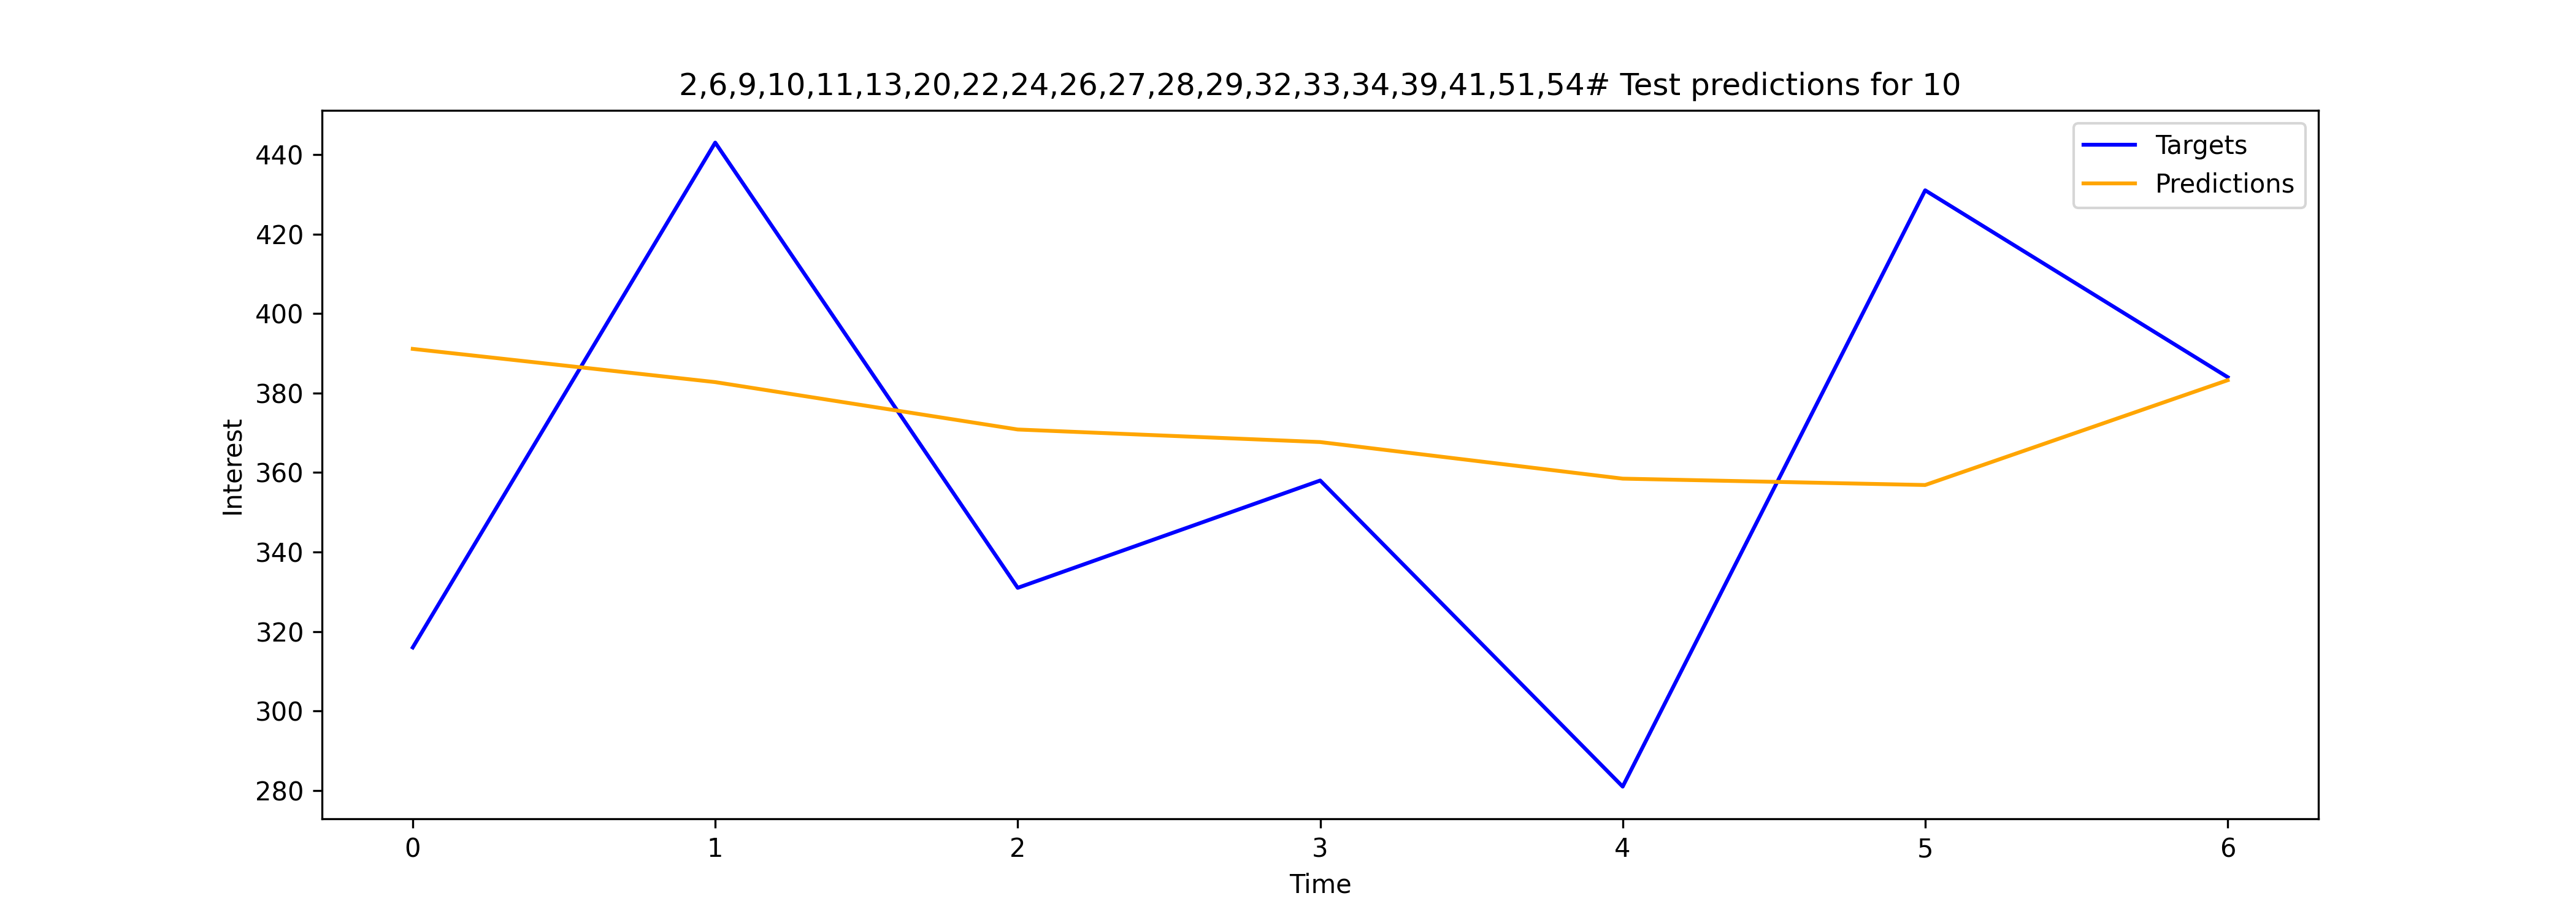 2,6,9,10,11,13,20,22,24,26,27,28,29,32,33,34,39,41,51,54# Test predictions for 10
Targets
Predictions
Interest
440
420
400
380
360
340
320
300
280
0 1 2 3 4 5 6
Time